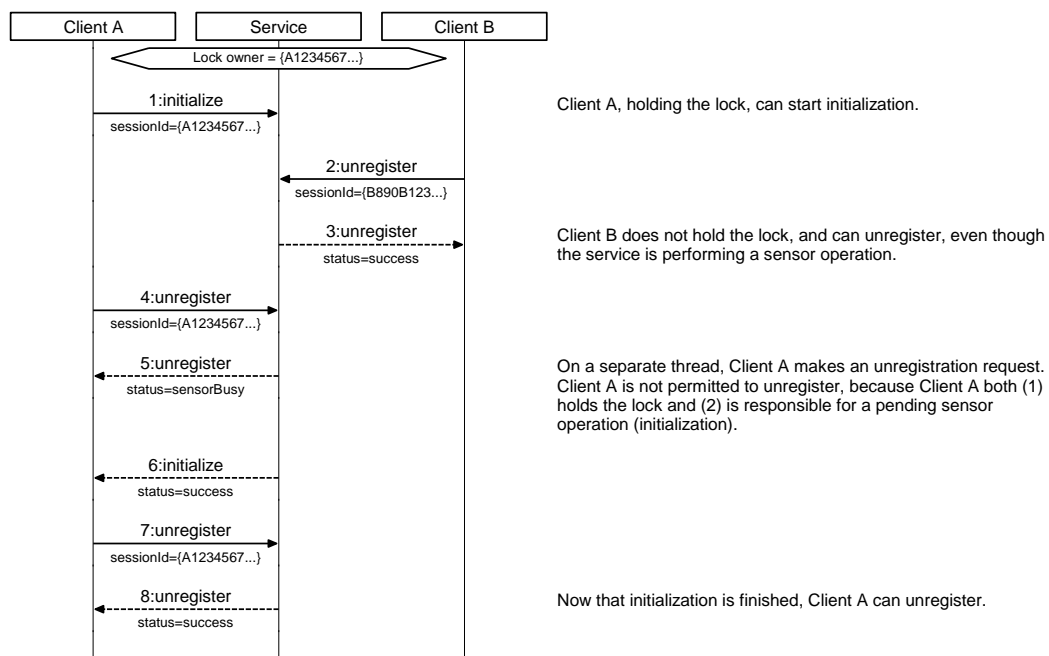 Client A
Service
Client B
Lock owner = {A1234567...}
1:initialize
sessionId={A1234567...}
Client A, holding the lock, can start initialization.
2:unregister
sessionId={B890B123...}
3:unregister
status=success
Client B does not hold the lock, and can unregister, even though
the service is performing a sensor operation.
4:unregister
sessionId={A1234567...}
5:unregister
status=sensorBusy
On a separate thread, Client A makes an unregistration request.
Client A is not permitted to unregister, because Client A both (1)
holds the lock and (2) is responsible for a pending sensor
operation (initialization).
6:initialize
status=success
7:unregister
sessionId={A1234567...}
8:unregister
status=success
Now that initialization is finished, Client A can unregister.